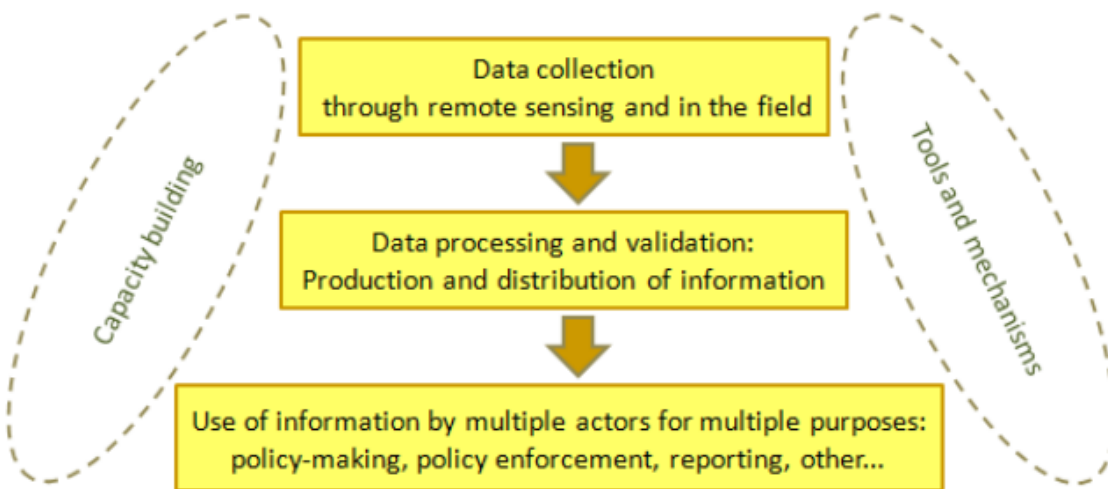 Data collection
through remote sensing and in the field
Capacity building
Tools and mechanisms
Data processing and validation:
Production and distribution of information
Use of information by multiple actors for multiple purposes:
policy-making, policy enforcement, reporting, other...